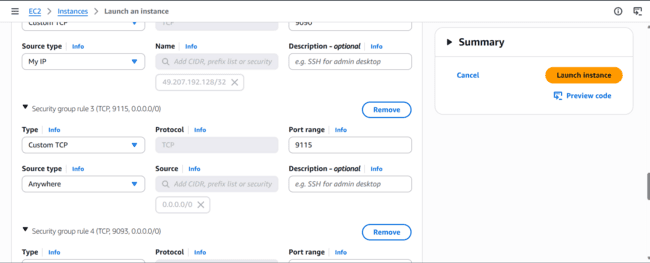 EC2 > Instances > Launch an instance
Custom TCP TCP 9090
Source type Info Name Info Description - optional Info
My IP Add CIDR, prefix list or security e.g. SSH for admin desktop
49.207.192.128/32
Security group rule 3 (TCP, 9115, 0.0.0.0/0) Remove
Type Info Protocol Info Port range Info
Custom TCP TCP 9115
Source type Info Source Info Description - optional Info
Anywhere Add CIDR, prefix list or security e.g. SSH for admin desktop
0.0.0.0/0
Security group rule 4 (TCP, 9093, 0.0.0.0/0) Remove
Type Info Protocol Info Port range Info
Summary
Cancel Launch instance
Preview code